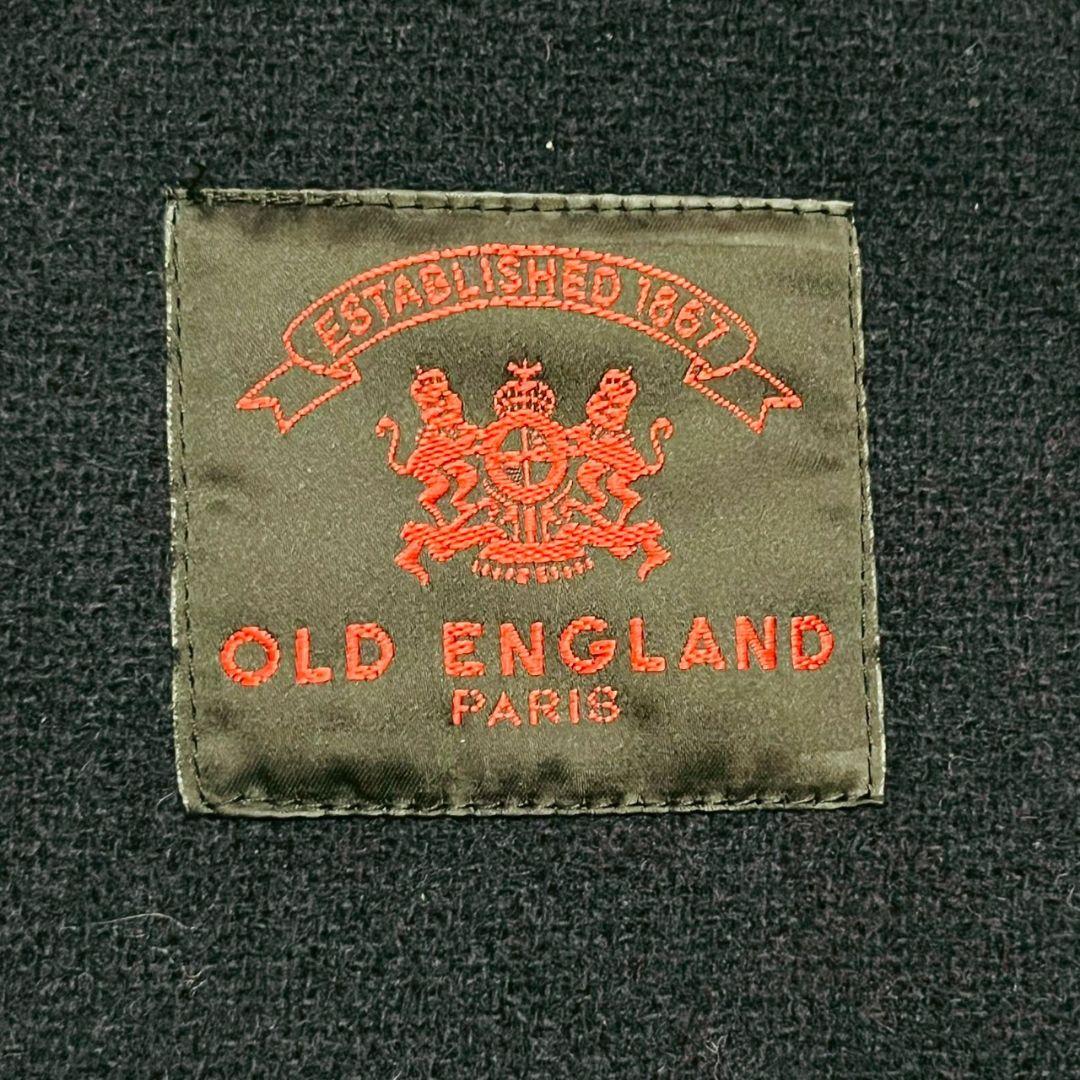 ESTABLISHED 1867
OLD ENGLAND
PARIS